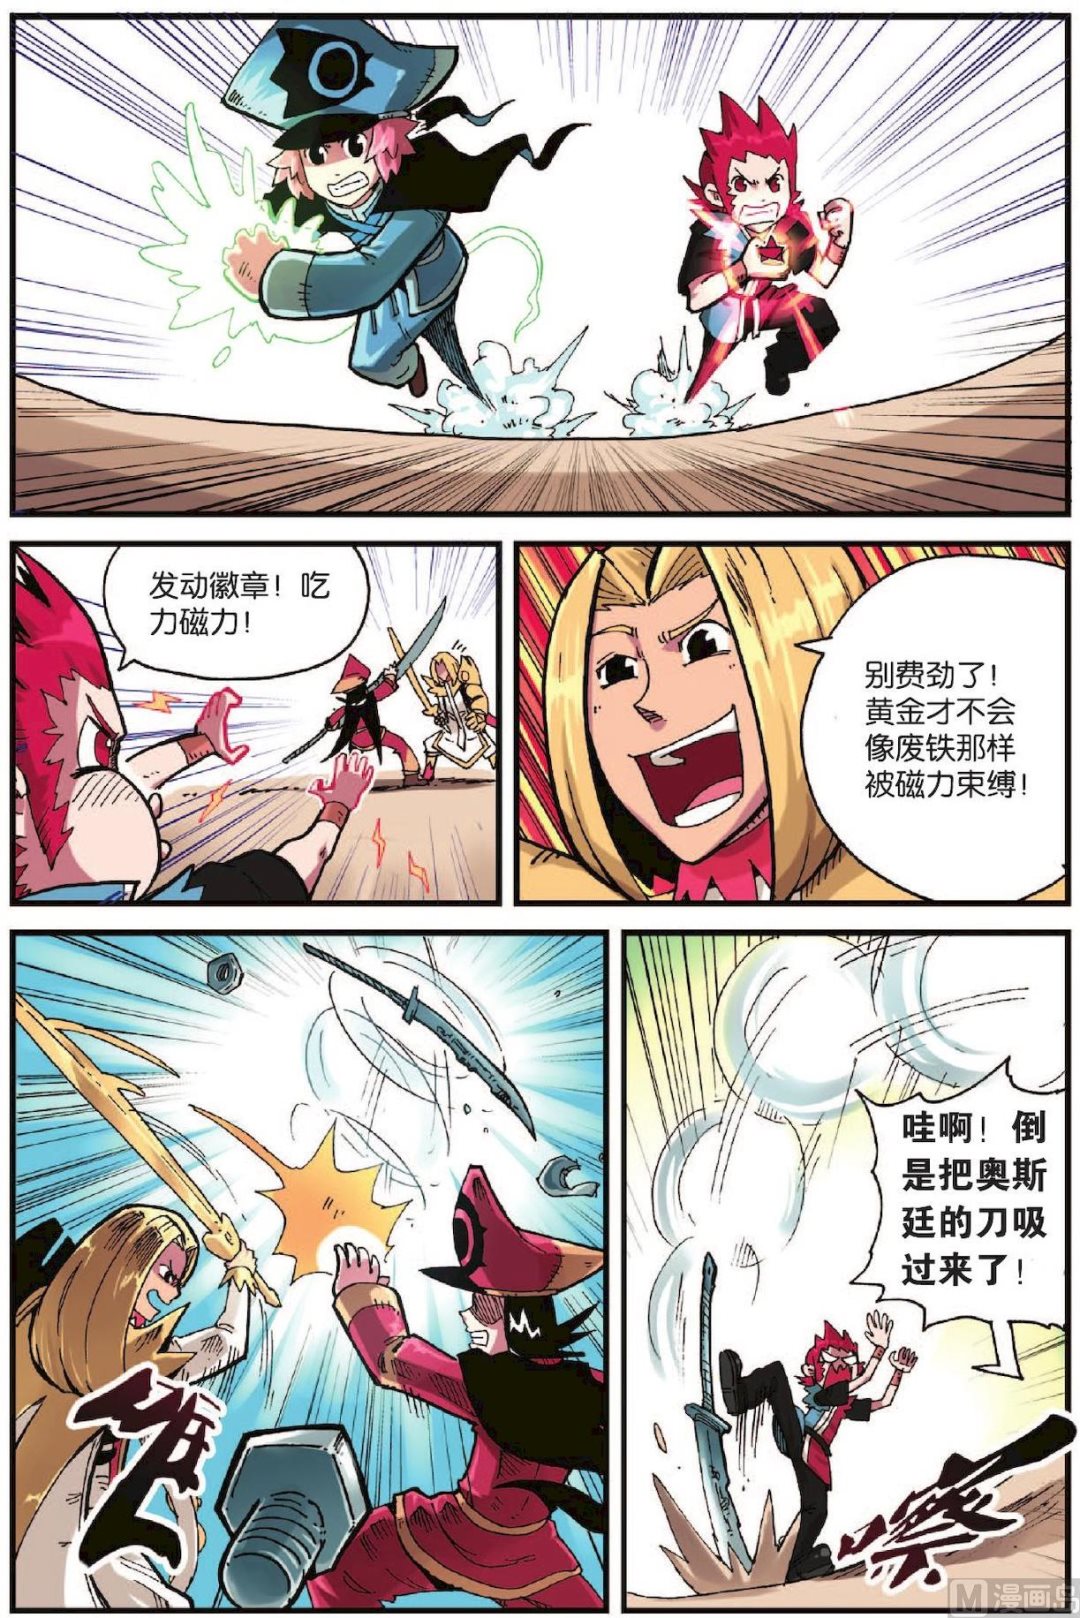 发动徽章！吃
力磁力！
别费劲了！
黄金才不会
像废铁那样
被磁力束缚！
哇啊！倒
是把奥斯
廷的刀吸
过来了！
嚓
M漫画岛